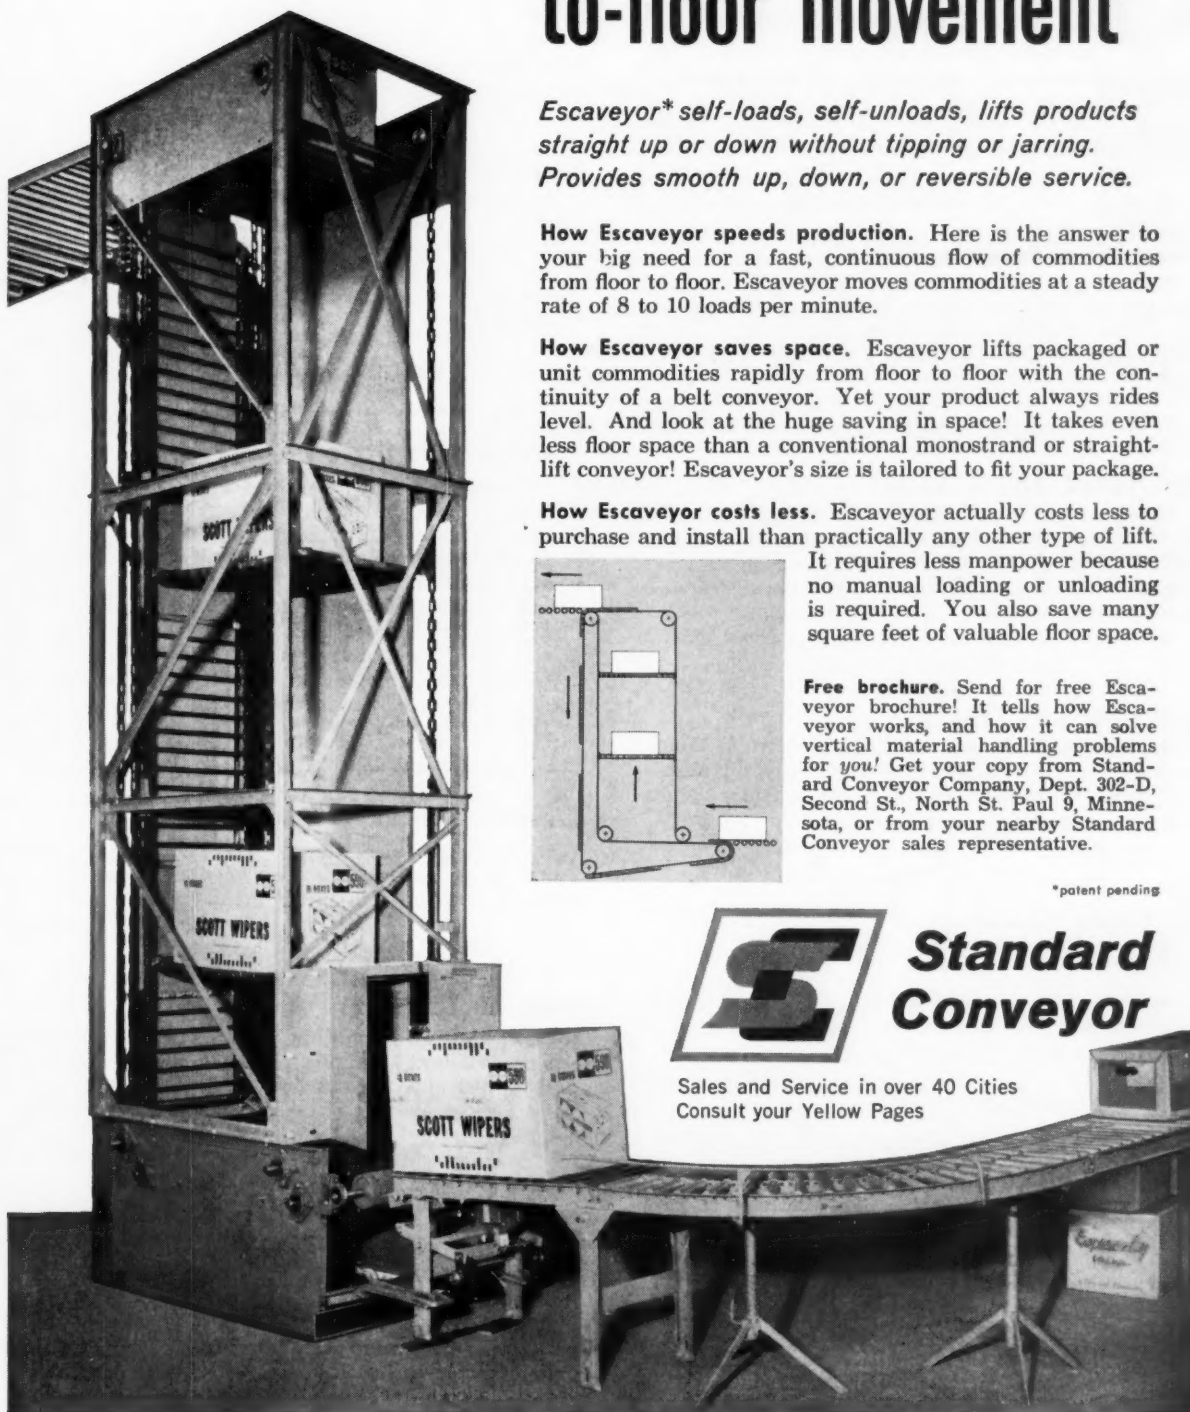 to-floor movement
Escaveyor* self-loads, self-unloads, lifts products
straight up or down without tipping or jarring.
Provides smooth up, down, or reversible service.
How Escaveyor speeds production. Here is the answer to
your big need for a fast, continuous flow of commodities
from floor to floor. Escaveyor moves commodities at a steady
rate of 8 to 10 loads per minute.
How Escaveyor saves space. Escaveyor lifts packaged or
unit commodities rapidly from floor to floor with the con-
tinuity of a belt conveyor. Yet your product always rides
level. And look at the huge saving in space! It takes even
less floor space than a conventional monostrand or straight-
lift conveyor! Escaveyor's size is tailored to fit your package.
How Escaveyor costs less. Escaveyor actually costs less to
purchase and install than practically any other type of lift.
It requires less manpower because
no manual loading or unloading
is required. You also save many
square feet of valuable floor space.
Free brochure. Send for free Esca-
veyor brochure! It tells how Esca-
veyor works, and how it can solve
vertical material handling problems
for you! Get your copy from Stand-
ard Conveyor Company, Dept. 302-D,
Second St., North St. Paul 9, Minne-
sota, or from your nearby Standard
Conveyor sales representative.
*patent pending
SC
Standard
Conveyor
Sales and Service in over 40 Cities
Consult your Yellow Pages
SCOTT WIPERS
SCOTT WIPERS
590
590
SCOTT WIPERS